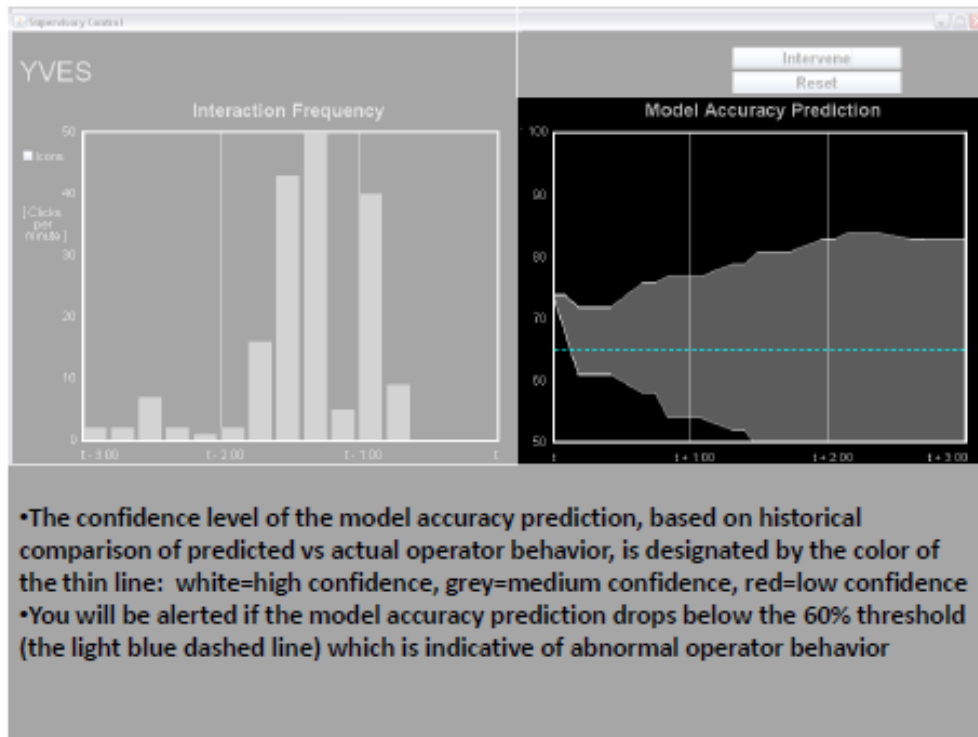 Supervisory Control
YVES
Intervene
Reset
Interaction Frequency
50
Icons
40
[ Clicks
per
minute ]
30
20
10
0
t - 3:00
t - 2:00
t - 1:00
t
Model Accuracy Prediction
100
90
80
70
60
50
t
t + 1:00
t + 2:00
t + 3:00
•The confidence level of the model accuracy prediction, based on historical
comparison of predicted vs actual operator behavior, is designated by the color of
the thin line:  white=high confidence, grey=medium confidence, red=low confidence
•You will be alerted if the model accuracy prediction drops below the 60% threshold
(the light blue dashed line) which is indicative of abnormal operator behavior